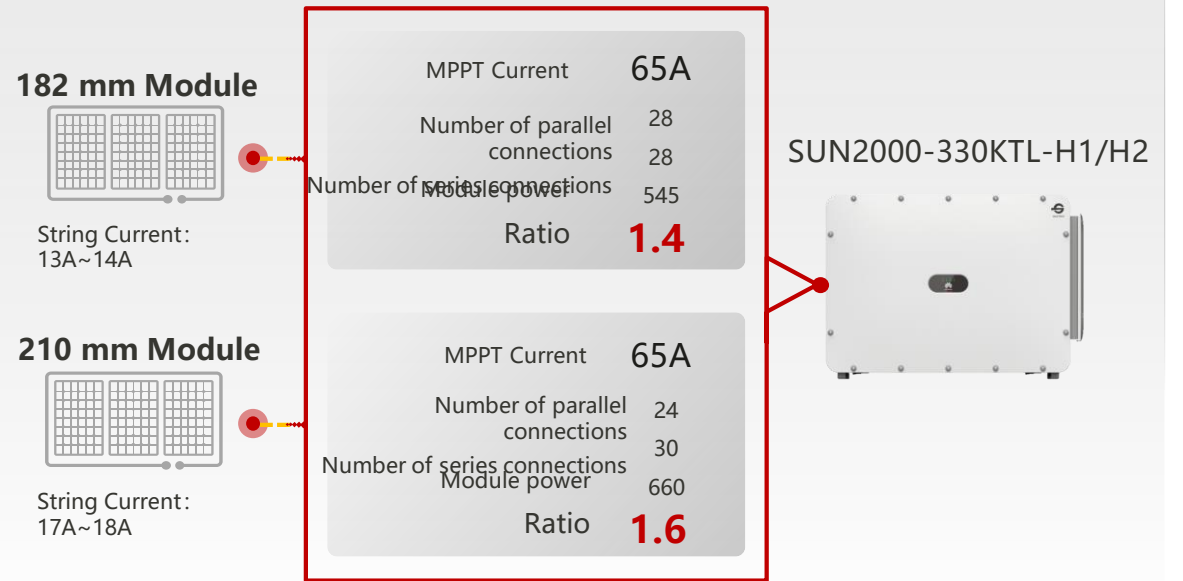 182 mm Module
String Current:
13A~14A
MPPT Current 65A
Number of parallel 28
connections
28
Number of series connections
Module power 545
Ratio 1.4
SUN2000-330KTL-H1/H2
210 mm Module
String Current:
17A~18A
MPPT Current 65A
Number of parallel 24
connections
30
Number of series connections
Module power 660
Ratio 1.6